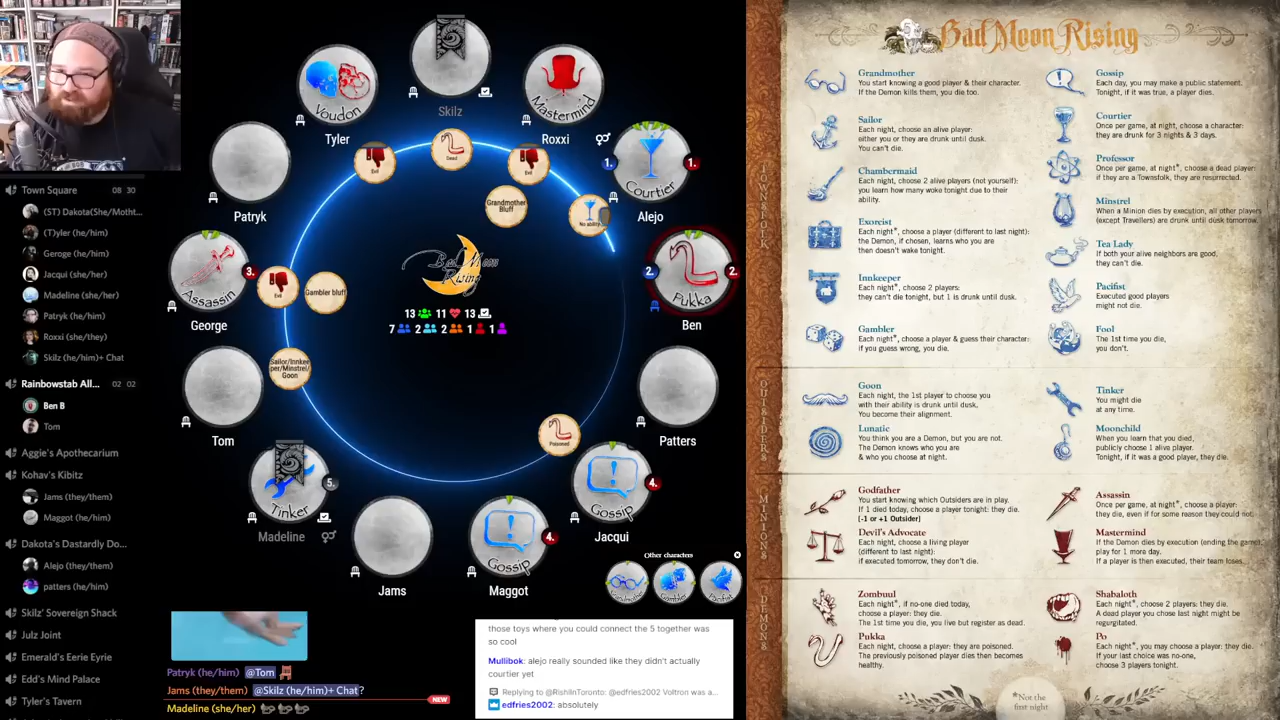 Town Square 08 30
(ST) Dakota(She/Motht...
(T)yler (he/him)
Geroge (he/him)
Jacqui (she/her)
Madeline (she/her)
Patryk (he/him)
Roxxi (she/they)
Skilz (he/him)+ Chat
Rainbowstab All... 02 02
Ben B
Tom
Aggie's Apothecarium
Kohav's Kibitz
Jams (they/them)
Maggot (he/him)
Dakota's Dastardly Do...
Alejo (they/them)
patters (he/him)
Skilz' Sovereign Shack
Julz Joint
Emerald's Eerie Eyrie
Edd's Mind Palace
Tyler's Tavern
Skilz
Voudon
Tyler
Mastermind
Roxxi
Patryk
Evil
Dead
Evil
Grandmother Bluff
Courtier
1. 1.
Alejo
No ability
Assassin
3.
George
Evil
Gambler bluff
Bad Moon Rising
13 11 13
7 2 2 1 1
2. 2.
Pukka
Ben
Tom
Sailor/Innkee
per/Minstrel/
Goon
Patters
Poisoned
Tinker
5.
Madeline
Jams
Gossip
4.
Maggot
Gossip
4.
Jacqui
Other characters
Grandmother
Gambler
Pacifist
Patryk (he/him) @Tom
Jams (they/them) @Skilz (he/him)+ Chat?
NEW
Madeline (she/her)
those toys where you could connect the 5 together was
so cool
Mullibok: alejo really sounded like they didn't actually
courtier yet
Replying to @RishiInToronto: @edfries2002 Voltron was a...
edfries2002: absolutely
Bad Moon Rising
TOWNSFOLK
Grandmother
You start knowing a good player & their character.
If the Demon kills them, you die too.
Sailor
Each night, choose an alive player:
either you or they are drunk until dusk.
You can't die.
Chambermaid
Each night, choose 2 alive players (not yourself):
you learn how many woke tonight due to their
ability.
Exorcist
Each night*, choose a player (different to last night):
the Demon, if chosen, learns who you are
then doesn't wake tonight.
Innkeeper
Each night*, choose 2 players:
they can't die tonight, but 1 is drunk until dusk.
Gambler
Each night*, choose a player & guess their character:
if you guess wrong, you die.
Gossip
Each day, you may make a public statement.
Tonight, if it was true, a player dies.
Courtier
Once per game, at night, choose a character:
they are drunk for 3 nights & 3 days.
Professor
Once per game, at night*, choose a dead player:
if they are a Townsfolk, they are resurrected.
Minstrel
When a Minion dies by execution, all other players
(except Travellers) are drunk until dusk tomorrow.
Tea Lady
If both your alive neighbors are good,
they can't die.
Pacifist
Executed good players
might not die.
Fool
The 1st time you die,
you don't.
OUTSIDERS
Goon
Each night, the 1st player to choose you
with their ability is drunk until dusk.
You become their alignment.
Lunatic
You think you are a Demon, but you are not.
The Demon knows who you are
& who you choose at night.
Tinker
You might die
at any time.
Moonchild
When you learn that you died,
publicly choose 1 alive player.
Tonight, if it was a good player, they die.
MINIONS
Godfather
You start knowing which Outsiders are in play.
If 1 died today, choose a player tonight: they die.
[-1 or +1 Outsider]
Devil's Advocate
Each night, choose a living player
(different to last night):
if executed tomorrow, they don't die.
Assassin
Once per game, at night*, choose a player:
they die, even if for some reason they could not.
Mastermind
If the Demon dies by execution (ending the game),
play for 1 more day.
If a player is then executed, their team loses.
DEMONS
Zombuul
Each night*, if no-one died today,
choose a player: they die.
The 1st time you die, you live but register as dead.
Pukka
Each night, choose a player: they are poisoned.
The previously poisoned player dies then becomes
healthy.
Shabaloth
Each night*, choose 2 players: they die.
A dead player you chose last night might be
regurgitated.
Po
Each night*, you may choose a player: they die.
If your last choice was no-one,
choose 3 players tonight.
*Not the
first night